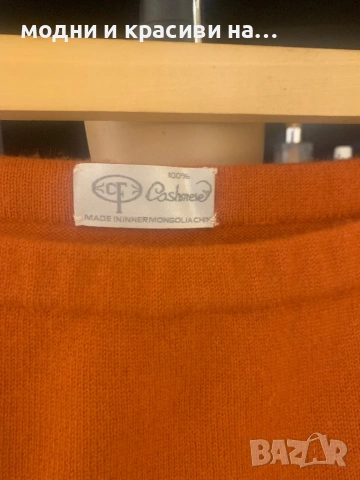 модни и красиви на...
100%
CF Cashmere
MADE IN INNER MONGOLIA CH
BAZAR